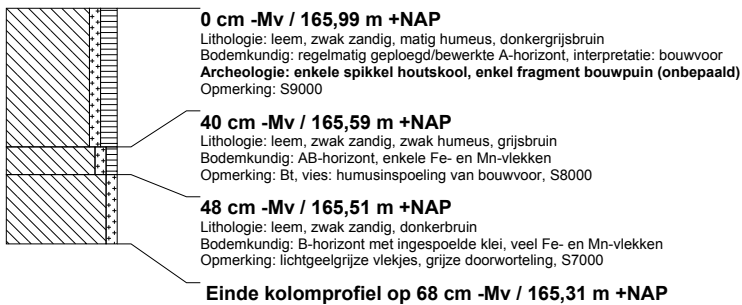 0 cm -Mv / 165,99 m +NAP
Lithologie: leem, zwak zandig, matig humeus, donkergrijsbruin
Bodemkundig: regelmatig geploegd/bewerkte A-horizont, interpretatie: bouwvoor
Archeologie: enkele spikkel houtskool, enkel fragment bouwpuin (onbepaald)
Opmerking: S9000
40 cm -Mv / 165,59 m +NAP
Lithologie: leem, zwak zandig, zwak humeus, grijsbruin
Bodemkundig: AB-horizont, enkele Fe- en Mn-vlekken
Opmerking: Bt, vies: humusinspoeling van bouwvoor, S8000
48 cm -Mv / 165,51 m +NAP
Lithologie: leem, zwak zandig, donkerbruin
Bodemkundig: B-horizont met ingespoelde klei, veel Fe- en Mn-vlekken
Opmerking: lichtgeelgrijze vlekjes, grijze doorworteling, S7000
Einde kolomprofiel op 68 cm -Mv / 165,31 m +NAP